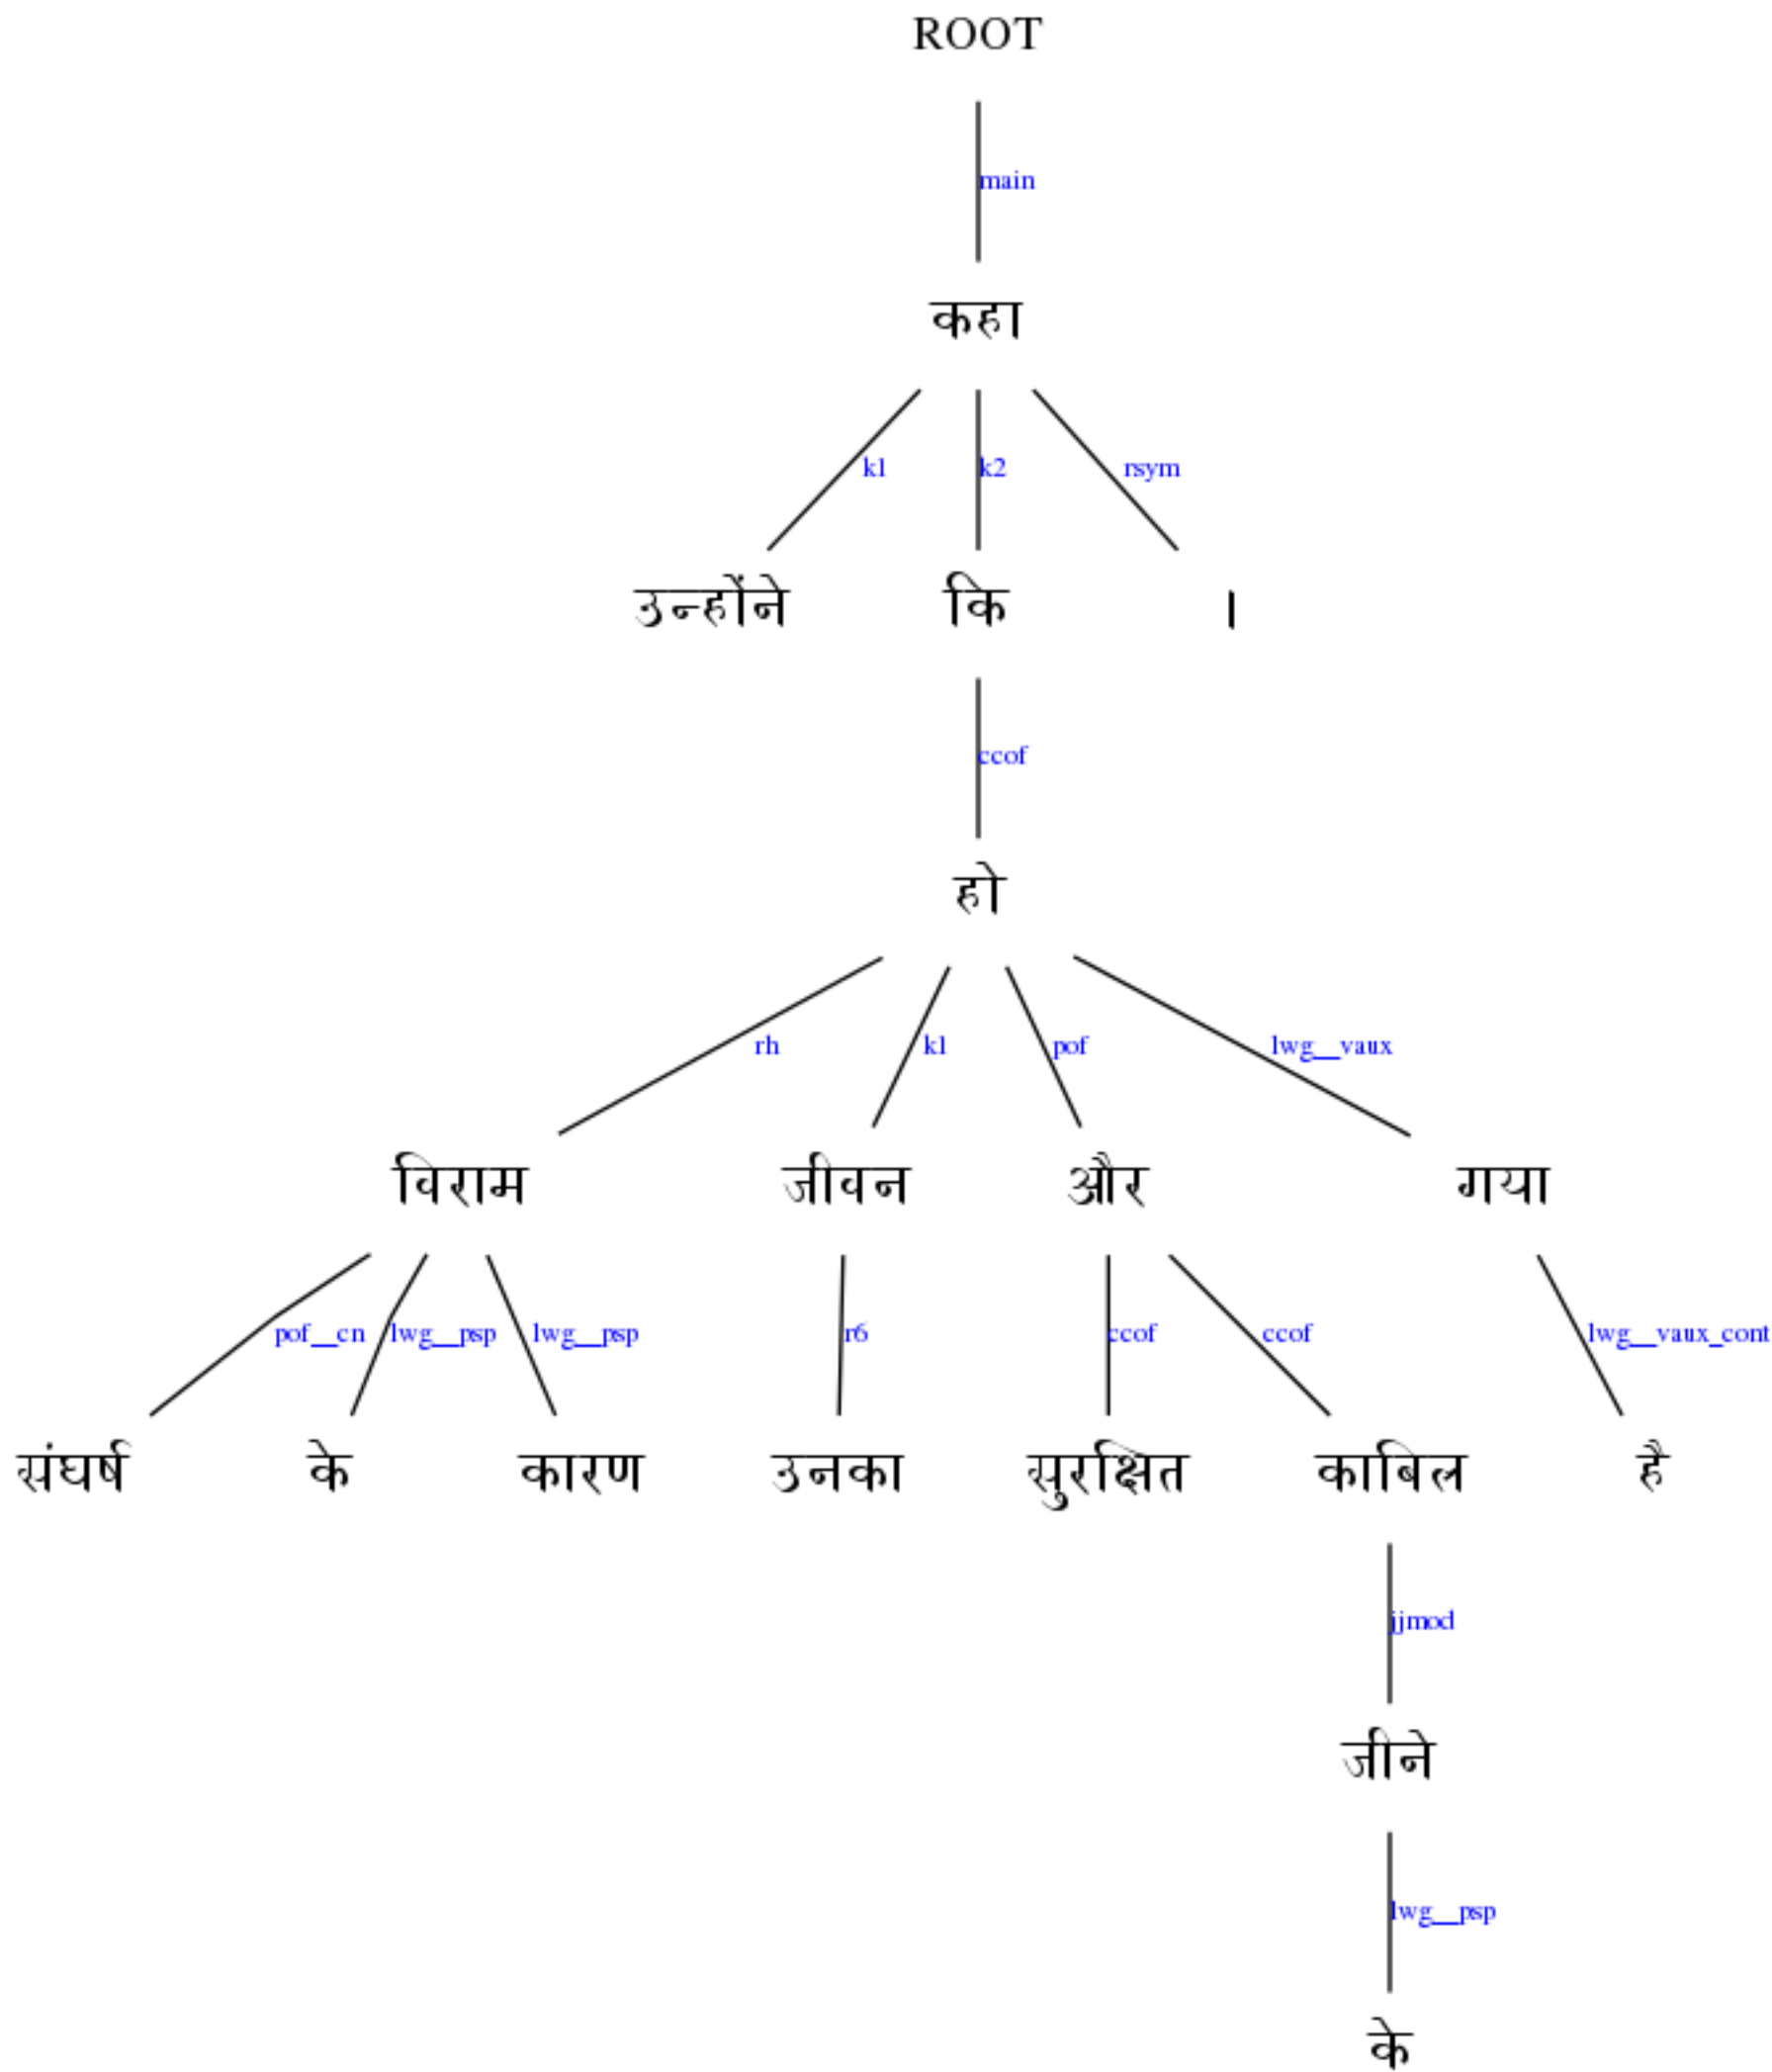 ROOT
main
कहा
k1 k2 rsym
उन्होंने कि ।
ccof
हो
rh k1 pof lwg__vaux
विराम जीवन और गया
pof__cn lwg__psp lwg__psp r6 ccof ccof lwg__vaux_cont
संघर्ष के कारण उनका सुरक्षित काबिल है
jjmod
जीने
lwg__psp
के